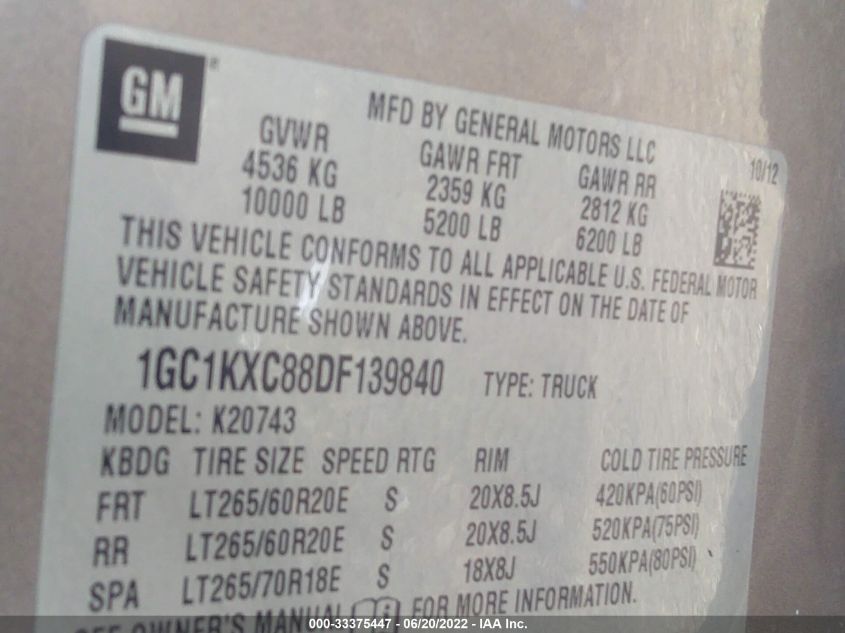 GM®
MFD BY GENERAL MOTORS LLC
10/12
GVWR GAWR FRT GAWR RR
4536 KG 2359 KG 2812 KG
10000 LB 5200 LB 6200 LB
THIS VEHICLE CONFORMS TO ALL APPLICABLE U.S. FEDERAL MOTOR
VEHICLE SAFETY STANDARDS IN EFFECT ON THE DATE OF
MANUFACTURE SHOWN ABOVE.
1GC1KXC88DF139840 TYPE: TRUCK
MODEL: K20743
KBDG TIRE SIZE SPEED RTG RIM COLD TIRE PRESSURE
FRT LT265/60R20E S 20X8.5J 420KPA(60PSI)
RR LT265/60R20E S 20X8.5J 520KPA(75PSI)
SPA LT265/70R18E S 18X8J 550KPA(80PSI)
SEE OWNER'S MANUAL FOR MORE INFORMATION.
000-33375447 - 06/20/2022 - IAA Inc.